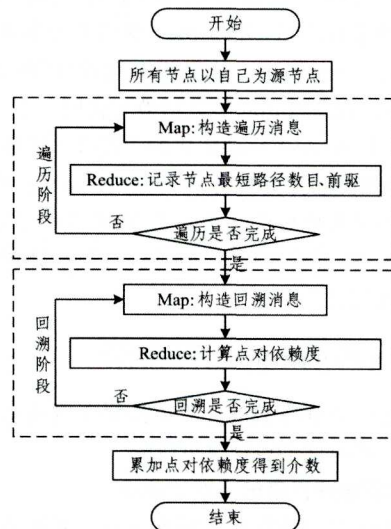 开始
所有节点以自己为源节点
Map:构造遍历消息
Reduce:记录节点最短路径数目、前驱
遍历阶段
否
遍历是否完成
是
Map:构造回溯消息
Reduce:计算点对依赖度
回溯阶段
否
回溯是否完成
是
累加点对依赖度得到介数
结束